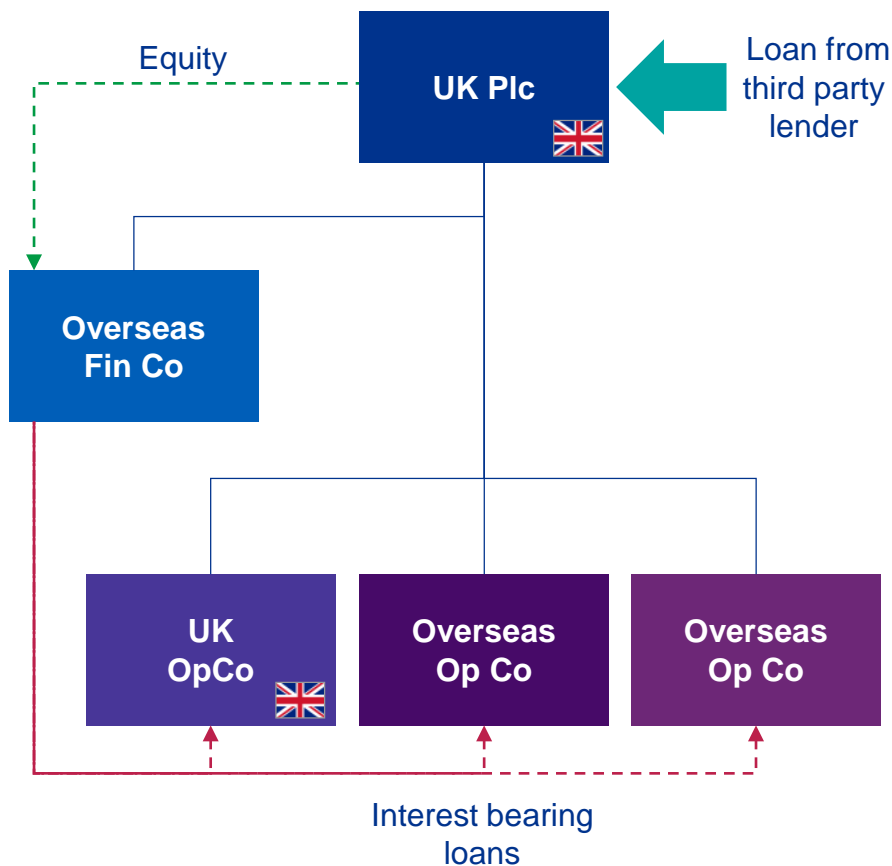 Equity
UK Plc
Loan from
third party
lender
Overseas
Fin Co
UK
OpCo
Overseas
Op Co
Overseas
Op Co
Interest bearing
loans